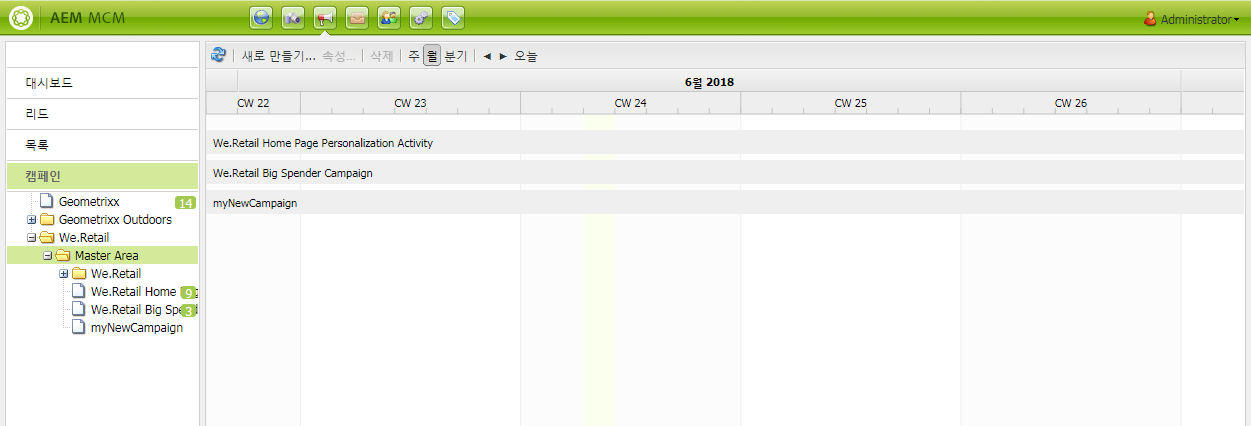 AEM MCM
Administrator
대시보드
리드
목록
캠페인
Geometrixx 14
Geometrixx Outdoors
We.Retail
Master Area
We.Retail
We.Retail Home 9
We.Retail Big Spe 3
myNewCampaign
새로 만들기... 속성... 삭제 주 월 분기 오늘
6월 2018
CW 22 CW 23 CW 24 CW 25 CW 26
We.Retail Home Page Personalization Activity
We.Retail Big Spender Campaign
myNewCampaign